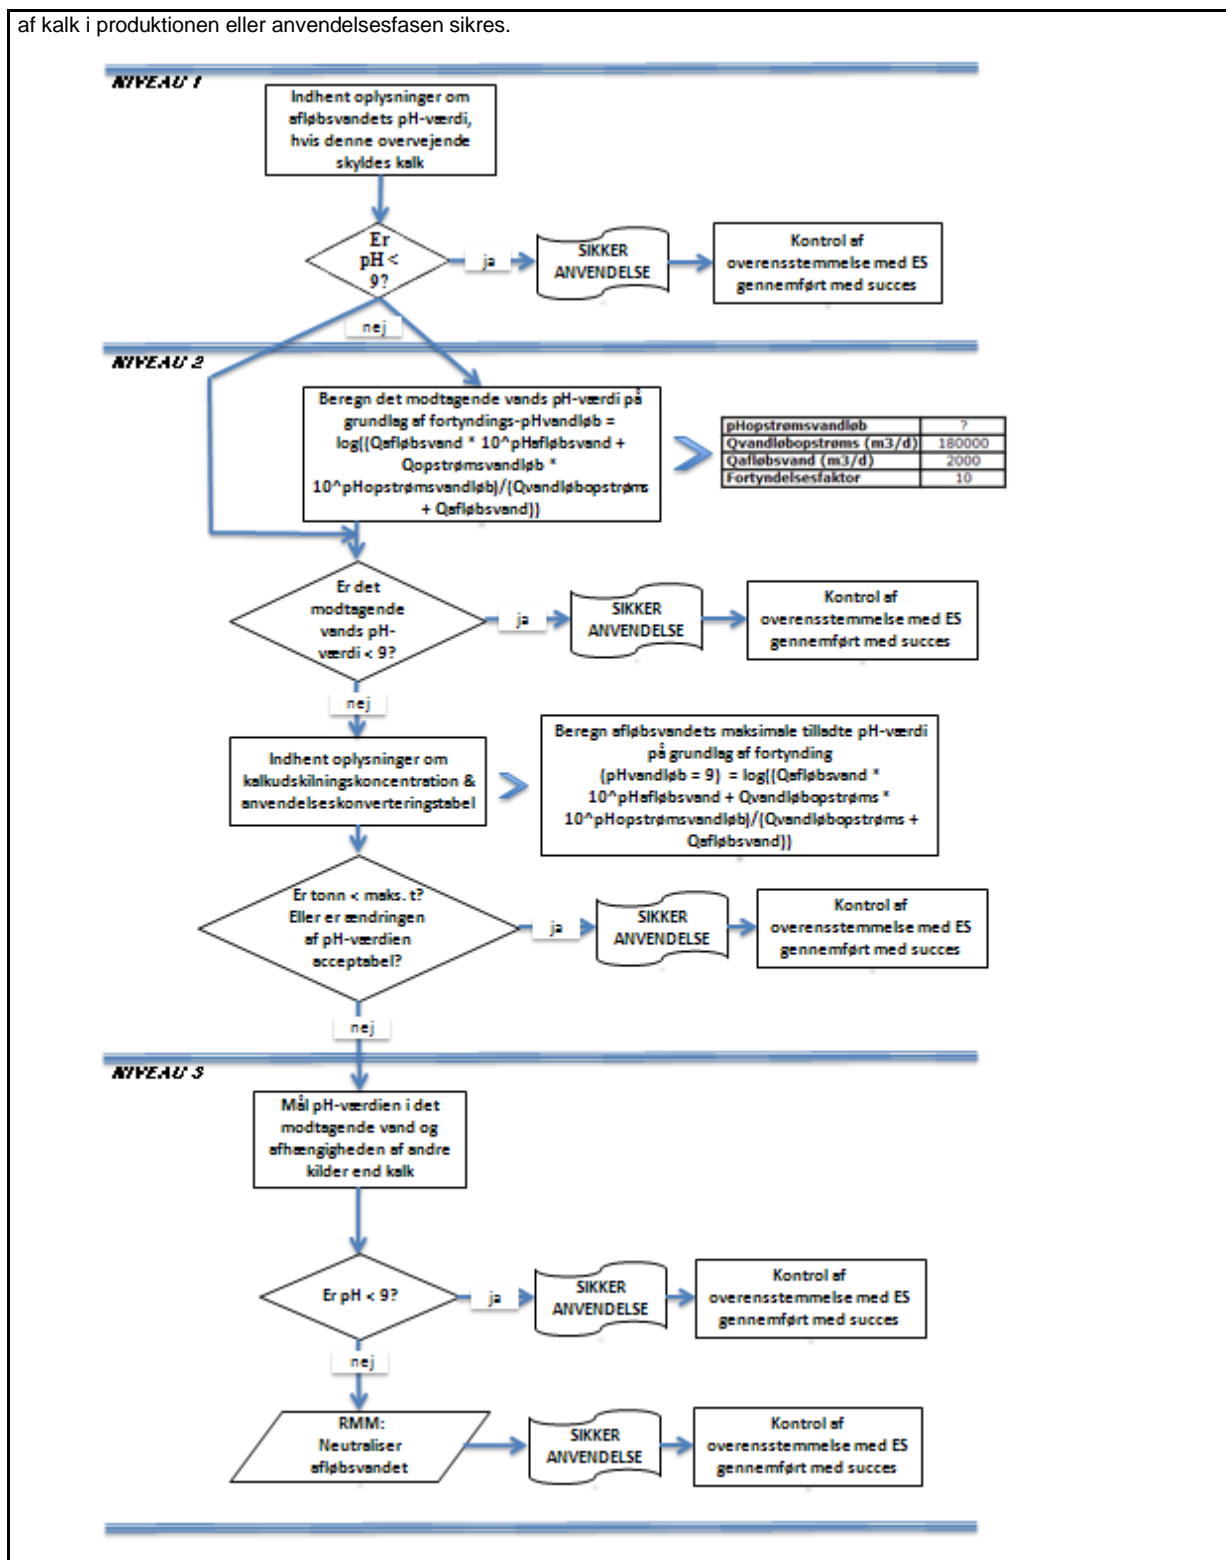 af kalk i produktionen eller anvendelsesfasen sikres.
NIVEAU 1
Indhent oplysninger om
afløbsvandets pH-værdi,
hvis denne overvejende
skyldes kalk
Er
pH <
9?
ja
SIKKER
ANVENDELSE
Kontrol af
overensstemmelse med ES
gennemført med succes
nej
NIVEAU 2
Beregn det modtagende vands pH-værdi på
grundlag af fortyndings-pHvandløb =
log((Qafløbsvand * 10^pHafløbsvand +
Qopstrømsvandløb *
10^pHopstrømsvandløb)/(Qvandløbopstrøms
+ Qafløbsvand))
pHopstrømsvandløb ?
Qvandløbopstrøms (m3/d) 180000
Qafløbsvand (m3/d) 2000
Fortyndelsesfaktor 10
Er det
modtagende
vands pH-
værdi < 9?
ja
SIKKER
ANVENDELSE
Kontrol af
overensstemmelse med ES
gennemført med succes
nej
Indhent oplysninger om
kalkudskilningskoncentration &
anvendelseskonverteringstabel
Beregn afløbsvandets maksimale tilladte pH-værdi
på grundlag af fortynding
(pHvandløb = 9) = log((Qafløbsvand *
10^pHafløbsvand + Qvandløbopstrøms *
10^pHopstrømsvandløb)/(Qvandløbopstrøms +
Qafløbsvand))
Er tonn < maks. t?
Eller er ændringen
af pH-værdien
acceptabel?
ja
SIKKER
ANVENDELSE
Kontrol af
overensstemmelse med ES
gennemført med succes
nej
NIVEAU 3
Mål pH-værdien i det
modtagende vand og
afhængigheden af andre
kilder end kalk
Er pH < 9?
ja
SIKKER
ANVENDELSE
Kontrol af
overensstemmelse med ES
gennemført med succes
nej
RMM:
Neutraliser
afløbsvandet
SIKKER
ANVENDELSE
Kontrol af
overensstemmelse med ES
gennemført med succes